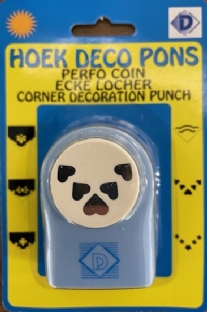 D
HOEK DECO PONS
PERFO COIN
ECKE LOCHER
CORNER DECORATION PUNCH
D